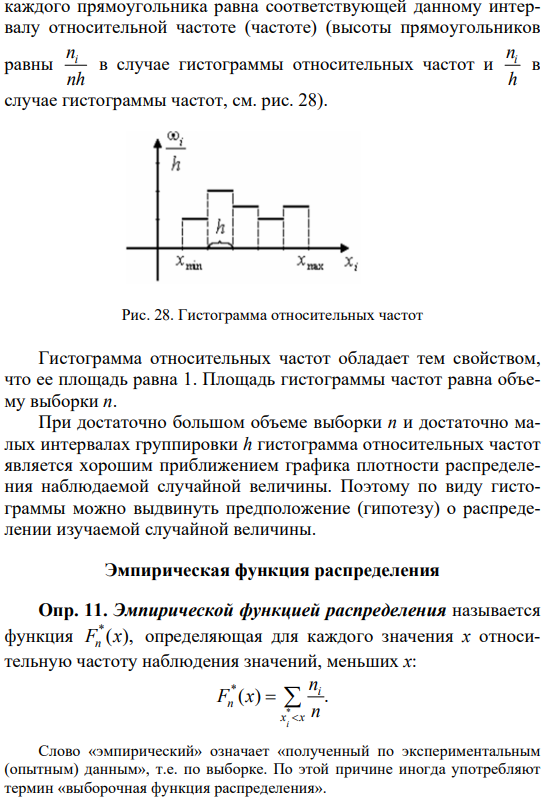 каждого прямоугольника равна соответствующей данному интер-
валу относительной частоте (частоте) (высоты прямоугольников
равны n_i/nh в случае гистограммы относительных частот и n_i/h в
случае гистограммы частот, см. рис. 28).
ω_i/h
h
x_min x_max x_i
Рис. 28. Гистограмма относительных частот
Гистограмма относительных частот обладает тем свойством,
что ее площадь равна 1. Площадь гистограммы частот равна объе-
му выборки n.
При достаточно большом объеме выборки n и достаточно ма-
лых интервалах группировки h гистограмма относительных частот
является хорошим приближением графика плотности распределе-
ния наблюдаемой случайной величины. Поэтому по виду гисто-
граммы можно выдвинуть предположение (гипотезу) о распреде-
лении изучаемой случайной величины.
Эмпирическая функция распределения
Опр. 11. Эмпирической функцией распределения называется
функция F_n^*(x), определяющая для каждого значения x относи-
тельную частоту наблюдения значений, меньших x:
F_n^*(x) = ∑_{x_i^*<x} n_i/n.
Слово «эмпирический» означает «полученный по экспериментальным
(опытным) данным», т.е. по выборке. По этой причине иногда употребляют
термин «выборочная функция распределения».